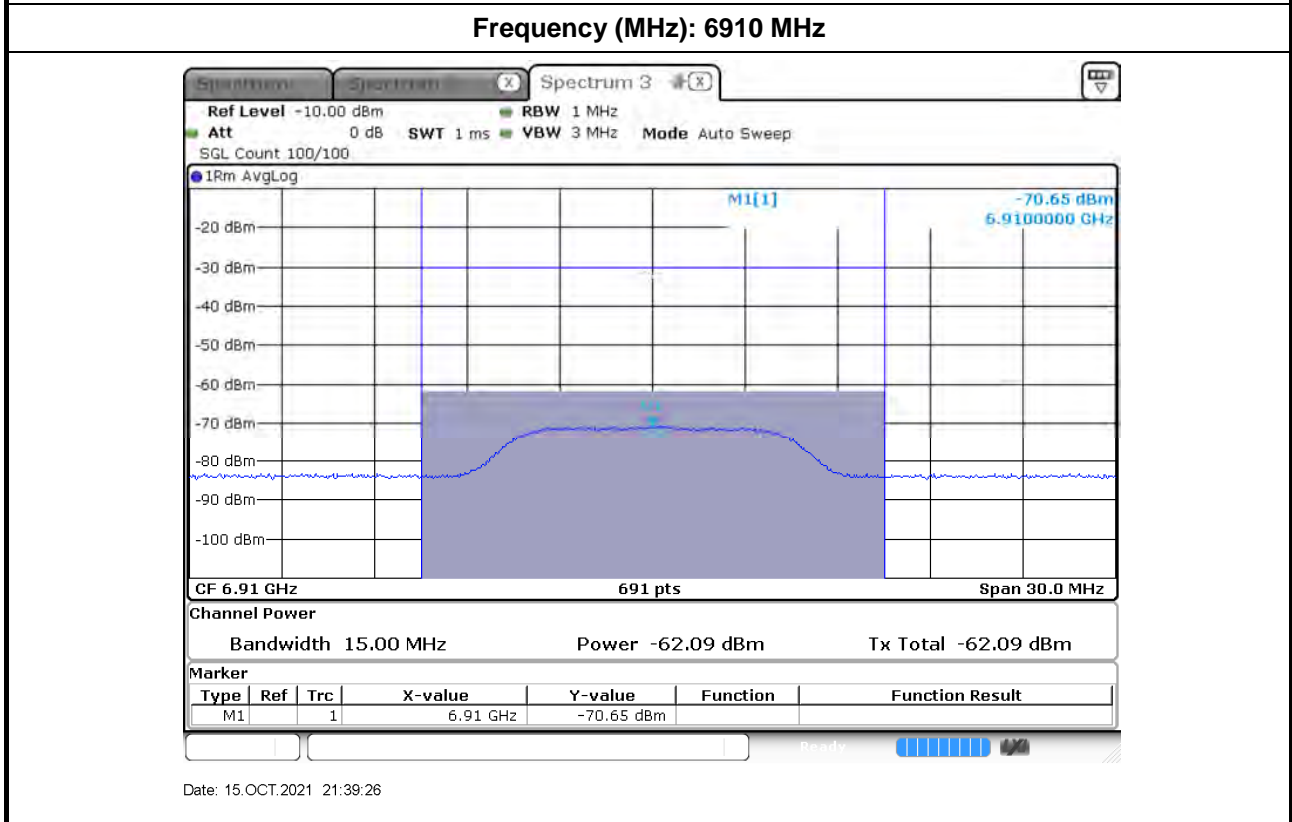 Frequency (MHz): 6910 MHz
Spectrum 3
Ref Level -10.00 dBm RBW 1 MHz
Att 0 dB SWT 1 ms VBW 3 MHz Mode Auto Sweep
SGL Count 100/100
1Rm AvgLog
M1[1] -70.65 dBm
6.9100000 GHz
-20 dBm
-30 dBm
-40 dBm
-50 dBm
-60 dBm
-70 dBm
-80 dBm
-90 dBm
-100 dBm
CF 6.91 GHz 691 pts Span 30.0 MHz
Channel Power
Bandwidth 15.00 MHz Power -62.09 dBm Tx Total -62.09 dBm
Marker
Type Ref Trc X-value Y-value Function Function Result
M1 1 6.91 GHz -70.65 dBm
Ready
Date: 15.OCT.2021 21:39:26